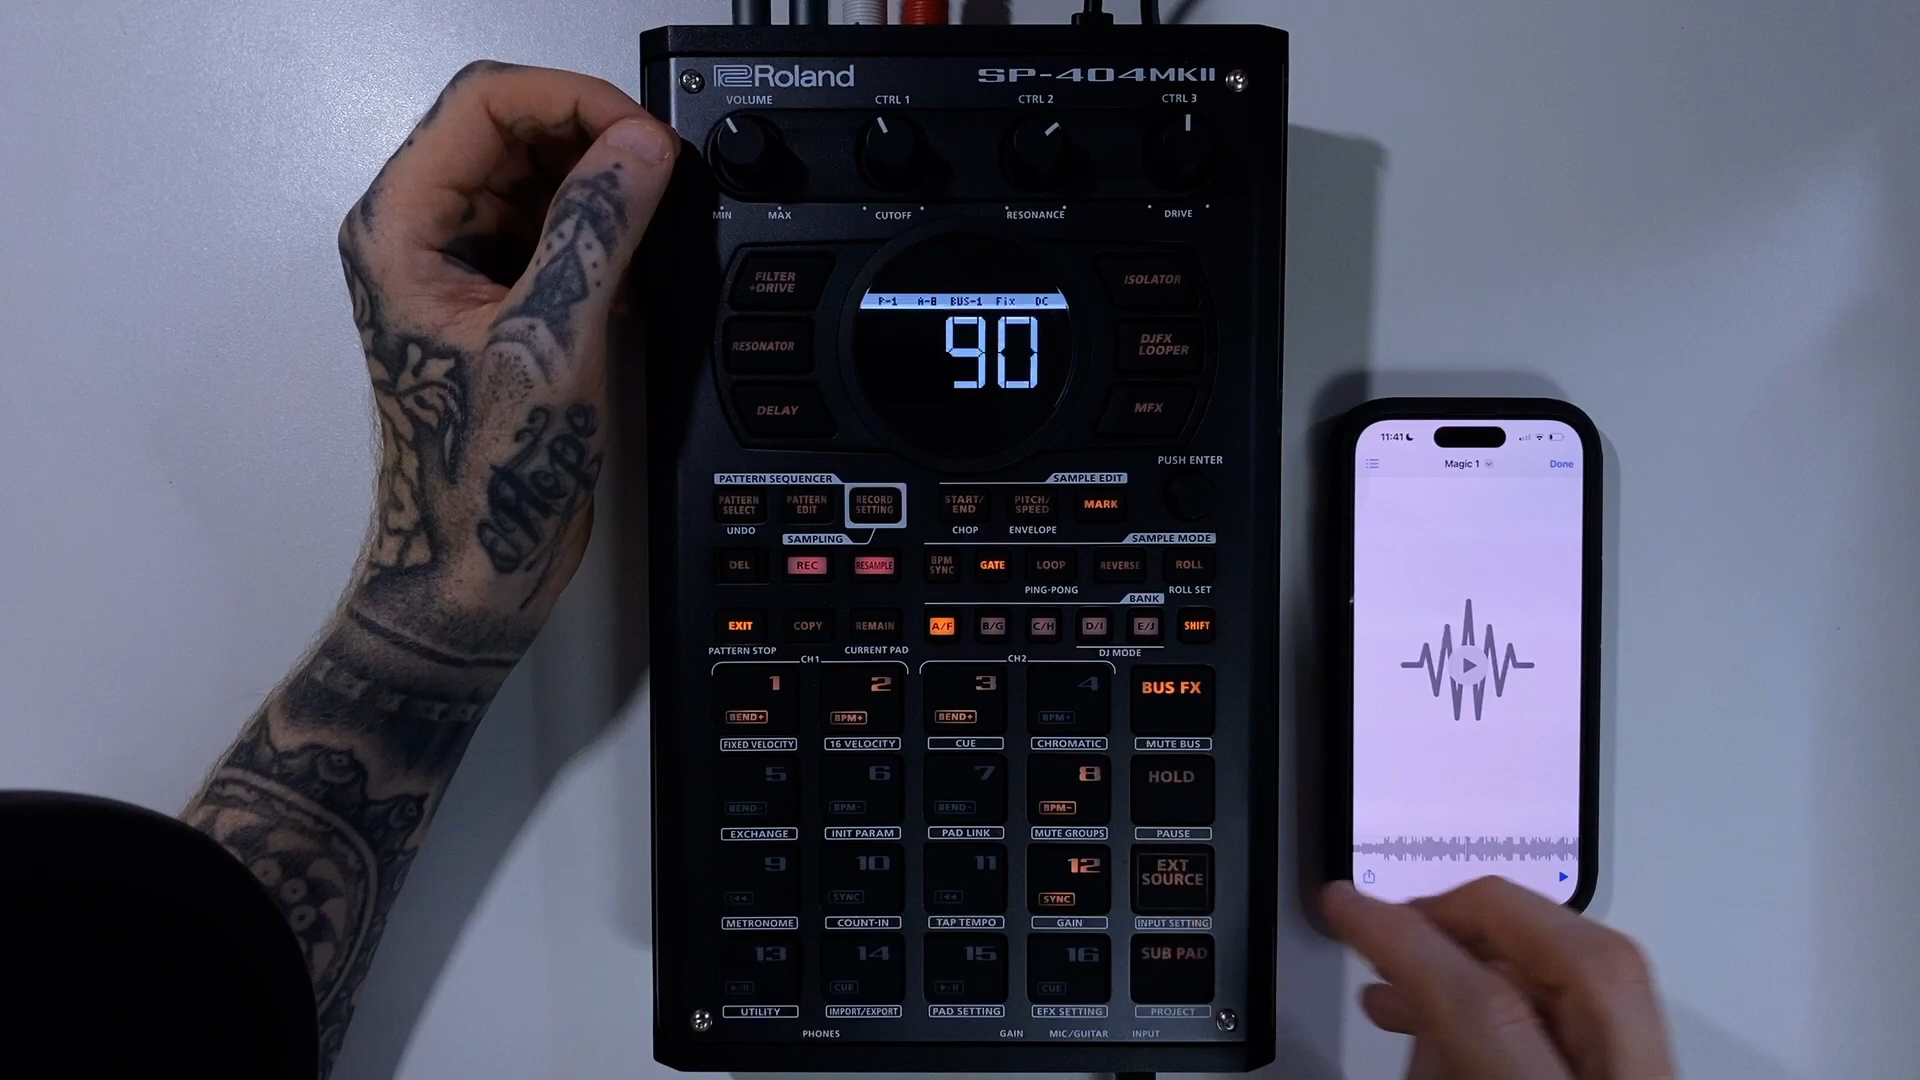 Roland
SP-404MKII
VOLUME CTRL 1 CTRL 2 CTRL 3
MIN MAX CUTOFF RESONANCE DRIVE
FILTER
+DRIVE
ISOLATOR
P-1 A-8 BUS-1 Fix DC
90
RESONATOR
DJFX
LOOPER
DELAY
MFX
PUSH ENTER
PATTERN SEQUENCER
SAMPLE EDIT
PATTERN
SELECT
PATTERN
EDIT
RECORD
SETTING
START/
END
PITCH/
SPEED
MARK
UNDO
CHOP
ENVELOPE
SAMPLING
SAMPLE MODE
DEL
REC
RESAMPLE
BPM
SYNC
GATE
LOOP
REVERSE
ROLL
PING-PONG
ROLL SET
BANK
EXIT
COPY
REMAIN
A/F
B/G
C/H
D/I
E/J
SHIFT
PATTERN STOP
CURRENT PAD
DJ MODE
CH1
CH2
1 2 3 4
BUS FX
BEND+ BPM+ BEND+ BPM+
FIXED VELOCITY 16 VELOCITY CUE CHROMATIC MUTE BUS
5 6 7 8
HOLD
BEND- BPM- BEND- BPM-
EXCHANGE INIT PARAM PAD LINK MUTE GROUPS PAUSE
9 10 11 12
EXT
SOURCE
SYNC SYNC
METRONOME COUNT-IN TAP TEMPO GAIN INPUT SETTING
13 14 15 16
SUB PAD
CUE CUE
UTILITY IMPORT/EXPORT PAD SETTING EFX SETTING PROJECT
PHONES GAIN MIC/GUITAR INPUT
11:41
Magic 1
Done
Hope